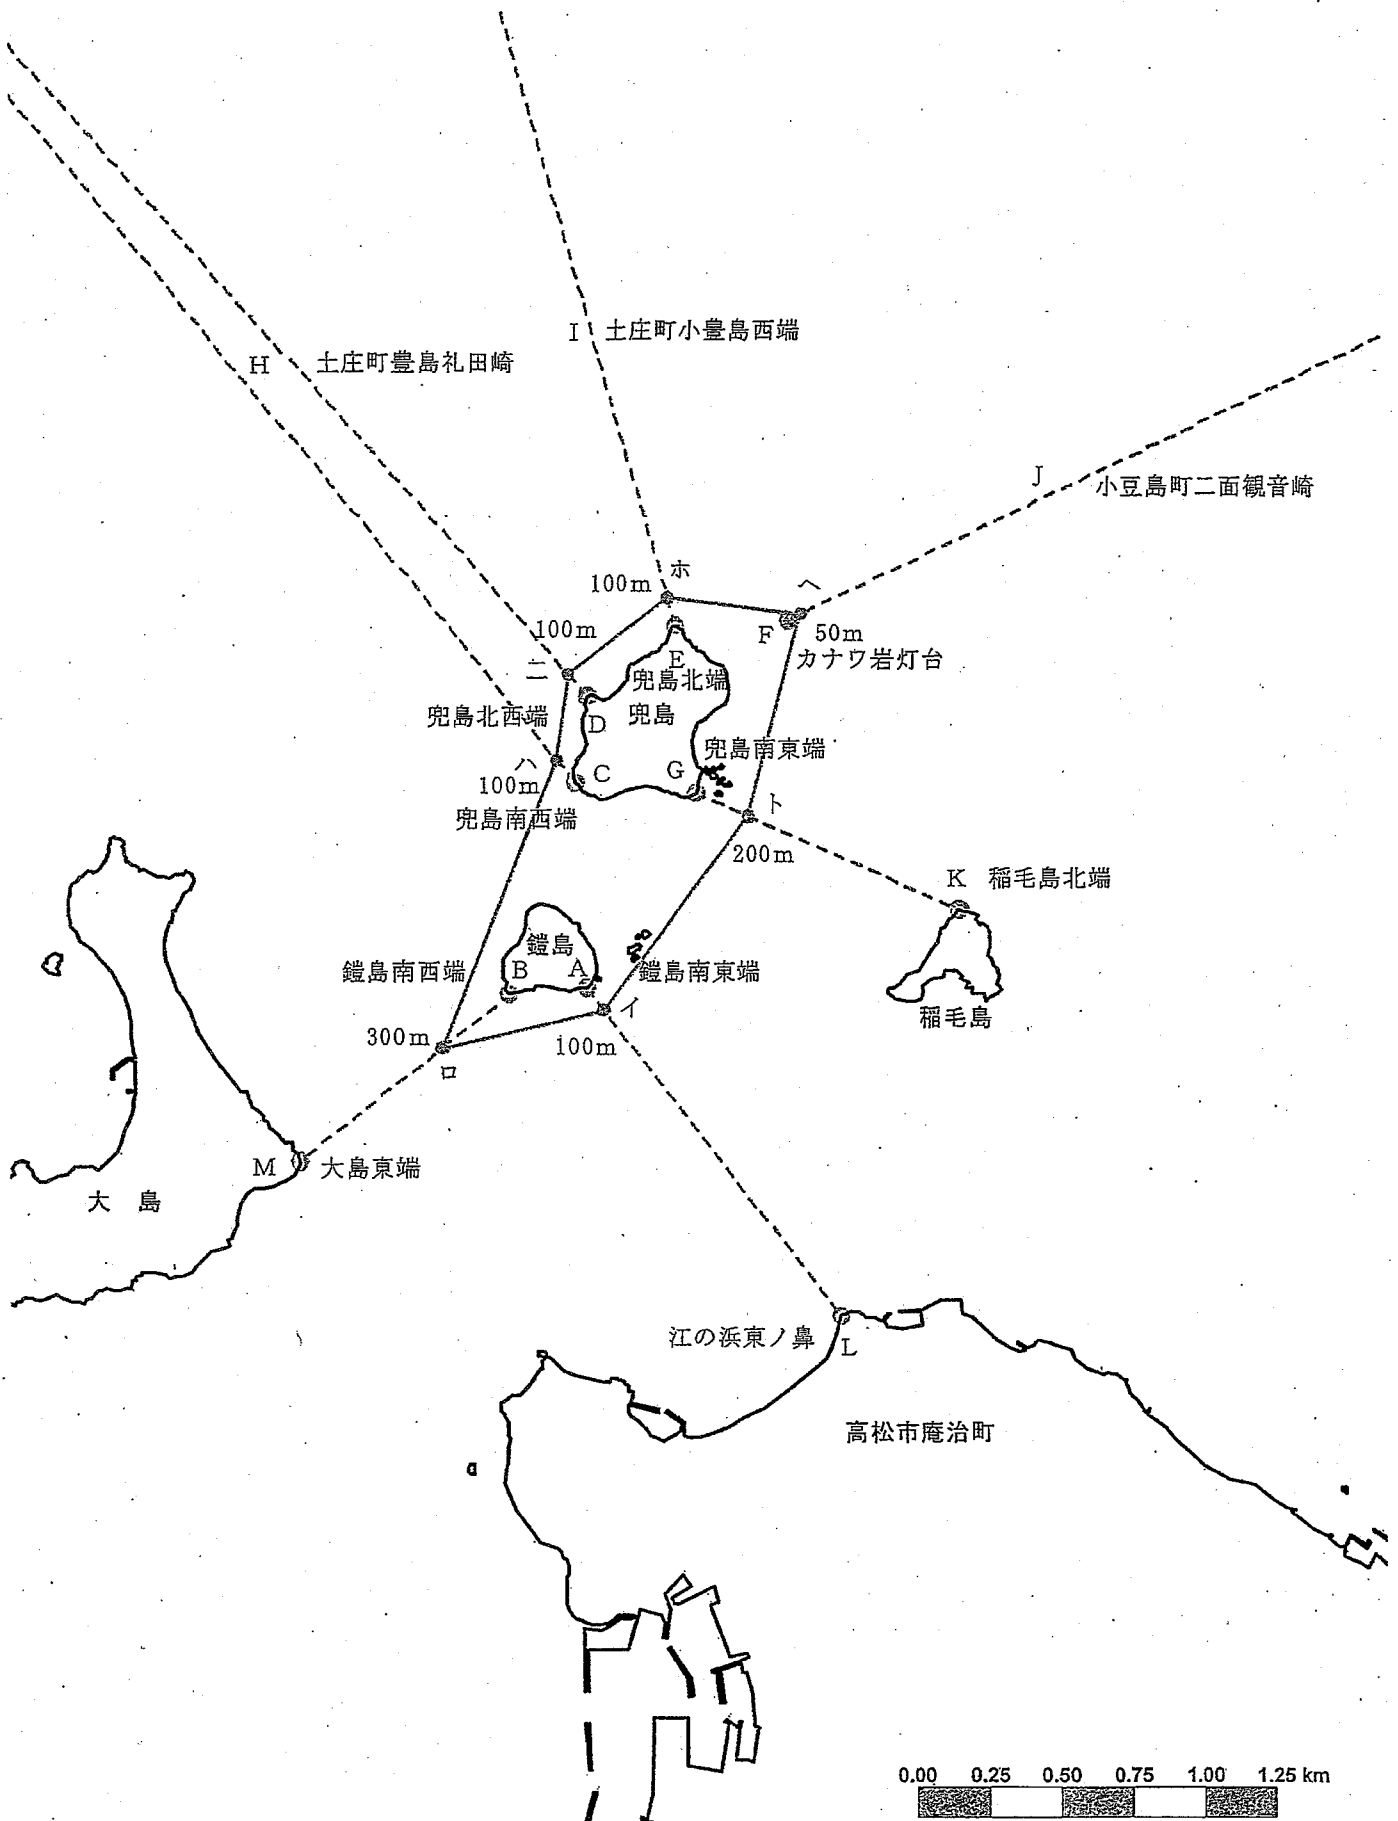 I 土庄町小豊島西端
H 土庄町豊島礼田崎
J 小豆島町二面観音崎
ホ
100m
ヘ
F 50m
カナワ岩灯台
100m
E
兜島北端
ニ
兜島北西端
D
兜島
兜島南東端
ハ
100m
C
G
兜島南西端
ト
200m
K 稲毛島北端
鎧島
鎧島南西端
B
A
鎧島南東端
イ
稲毛島
300m
100m
ロ
M 大島東端
大 島
江の浜東ノ鼻
L
高松市庵治町
0.00 0.25 0.50 0.75 1.00 1.25 km